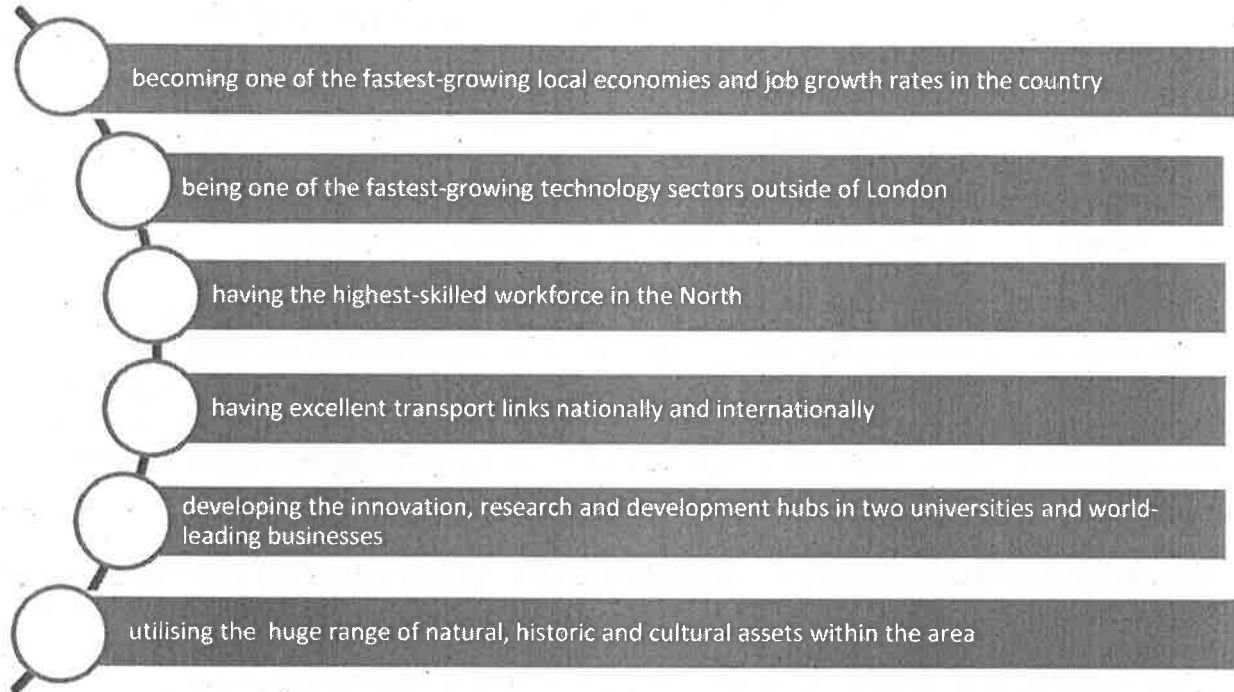 becoming one of the fastest-growing local economies and job growth rates in the country
being one of the fastest-growing technology sectors outside of London
having the highest-skilled workforce in the North
having excellent transport links nationally and internationally
developing the innovation, research and development hubs in two universities and world-
leading businesses
utilising the huge range of natural, historic and cultural assets within the area